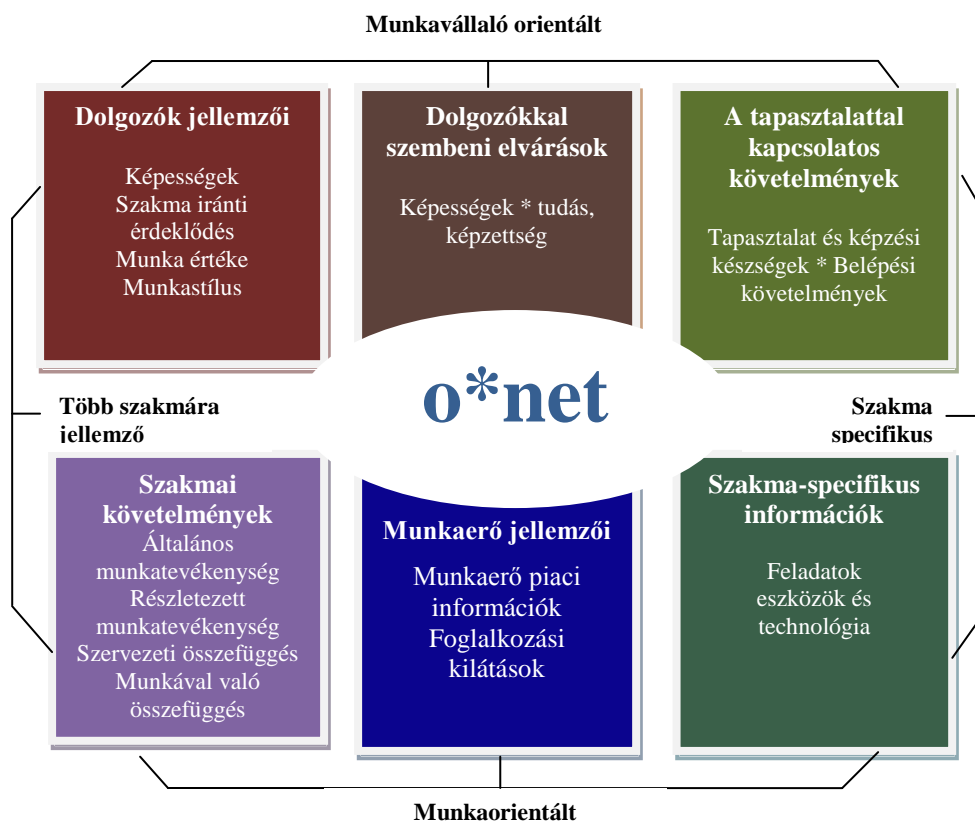 Munkavállaló orientált
Dolgozók jellemzői
Képességek
Szakma iránti
érdeklődés
Munka értéke
Munkastílus
Dolgozókkal
szembeni elvárások
Képességek * tudás,
képzettség
A tapasztalattal
kapcsolatos
követelmények
Tapasztalat és képzési
készségek * Belépési
követelmények
o*net
Több szakmára
jellemző
Szakma
specifikus
Szakmai
követelmények
Általános
munkatevékenység
Részletezett
munkatevékenység
Szervezeti összefüggés
Munkával való
összefüggés
Munkaerő jellemzői
Munkaerő piaci
információk
Foglalkozási
kilátások
Szakma-specifikus
információk
Feladatok
eszközök és
technológia
Munkaorientált